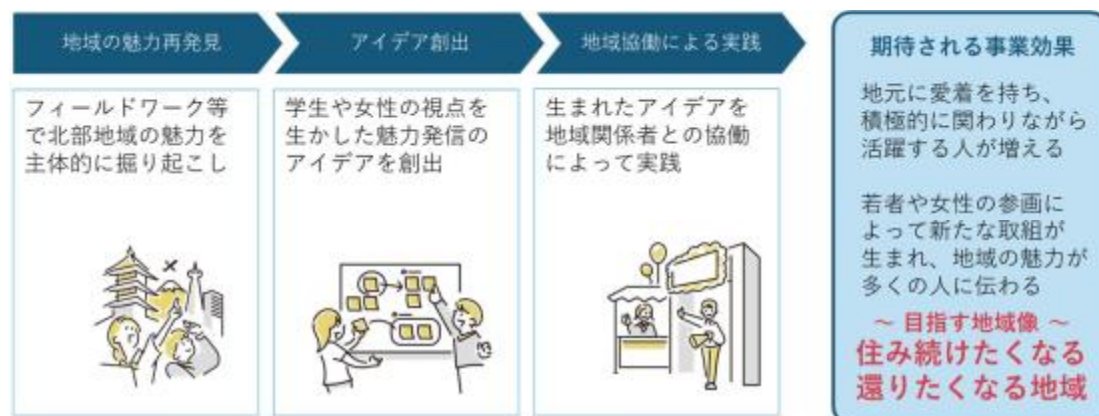 地域の魅力再発見
フィールドワーク等
で北部地域の魅力を
主体的に掘り起こし
アイデア創出
学生や女性の視点を
生かした魅力発信の
アイデアを創出
地域協働による実践
生まれたアイデアを
地域関係者との協働
によって実践
期待される事業効果
地元に愛着を持ち、
積極的に関わりながら
活躍する人が増える
若者や女性の参画に
よって新たな取組が
生まれ、地域の魅力が
多くの人に伝わる
～ 目指す地域像 ～
住み続けたくなる
還りたくなる地域